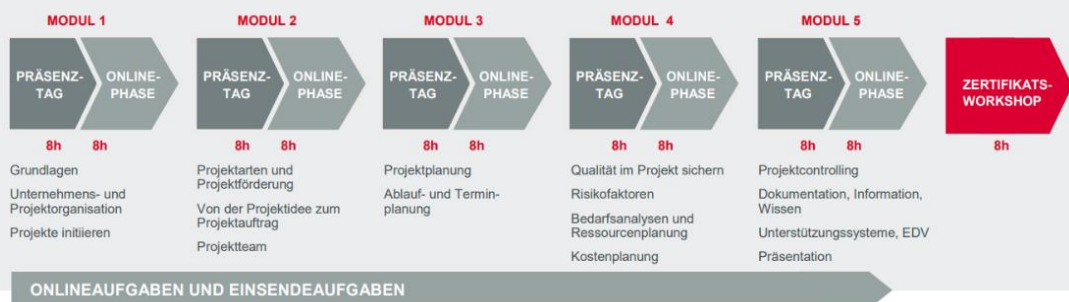 MODUL 1
PRÄSENZ-
TAG
ONLINE-
PHASE
8h 8h
Grundlagen
Unternehmens- und
Projektorganisation
Projekte initiieren
MODUL 2
PRÄSENZ-
TAG
ONLINE-
PHASE
8h 8h
Projektarten und
Projektförderung
Von der Projektidee zum
Projektauftrag
Projektteam
MODUL 3
PRÄSENZ-
TAG
ONLINE-
PHASE
8h 8h
Projektplanung
Ablauf- und Termin-
planung
MODUL 4
PRÄSENZ-
TAG
ONLINE-
PHASE
8h 8h
Qualität im Projekt sichern
Risikofaktoren
Bedarfsanalysen und
Ressourcenplanung
Kostenplanung
MODUL 5
PRÄSENZ-
TAG
ONLINE-
PHASE
8h 8h
Projektcontrolling
Dokumentation, Information,
Wissen
Unterstützungssysteme, EDV
Präsentation
ZERTIFIKATS-
WORKSHOP
8h
ONLINEAUFGABEN UND EINSENDEAUFGABEN